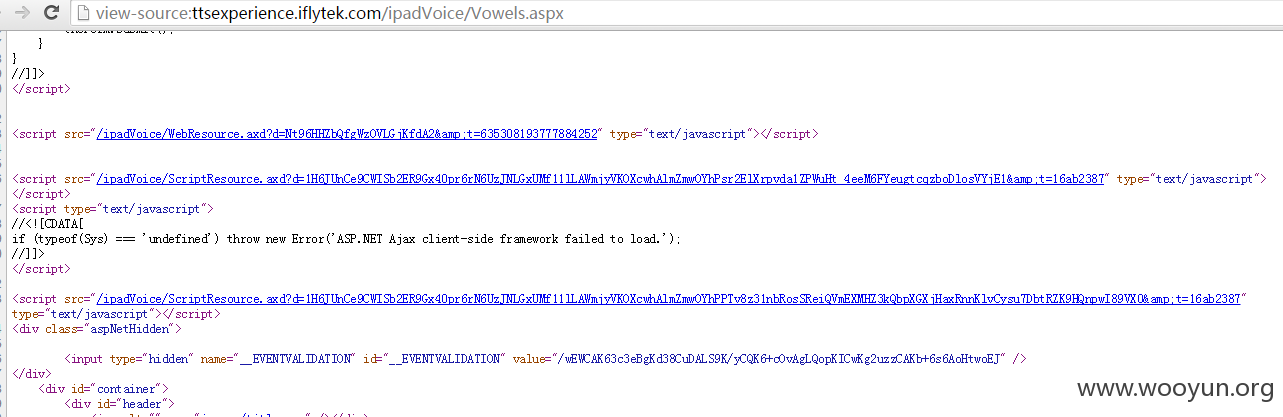 view-source:ttsexperience.iflytek.com/ipadVoice/Vowels.aspx
}
}
//]]>
</script>
<script src="/ipadVoice/WebResource.axd?d=Nt96HHZbQfgWzOVLGjKfdA2&amp;t=635308193777884252" type="text/javascript"></script>
<script src="/ipadVoice/ScriptResource.axd?d=1H6JUnCe9CWISb2ER9Gx40pr6rN6UzJNLGxUMf11lLAWmjyVKOXcwhAlmZmwOYhPsr2ElXrpvda1ZPWuHt_4eeM6FYeugtcqzboDlosVYjE1&amp;t=16ab2387" type="text/javascript">
</script>
<script type="text/javascript">
//<![CDATA[
if (typeof(Sys) === 'undefined') throw new Error('ASP.NET Ajax client-side framework failed to load.');
//]]>
</script>
<script src="/ipadVoice/ScriptResource.axd?d=1H6JUnCe9CWISb2ER9Gx40pr6rN6UzJNLGxUMf11lLAWmjyVKOXcwhAlmZmwOYhPPTv8z31nbRosSReiQVmEXMHZ3kQbpXGXjHaxRnnKlvCysu7DbtRZK9HQnpwI89VX0&amp;t=16ab2387"
type="text/javascript"></script>
<div class="aspNetHidden">
<input type="hidden" name="__EVENTVALIDATION" id="__EVENTVALIDATION" value="/wEWCAK63c3eBgKd38CuDALS9K/yCQK6+cOvAgLQopKICwKg2uzzCAKb+6s6AoHtwoEJ" />
</div>
<div id="container">
<div id="header">
www.wooyun.org